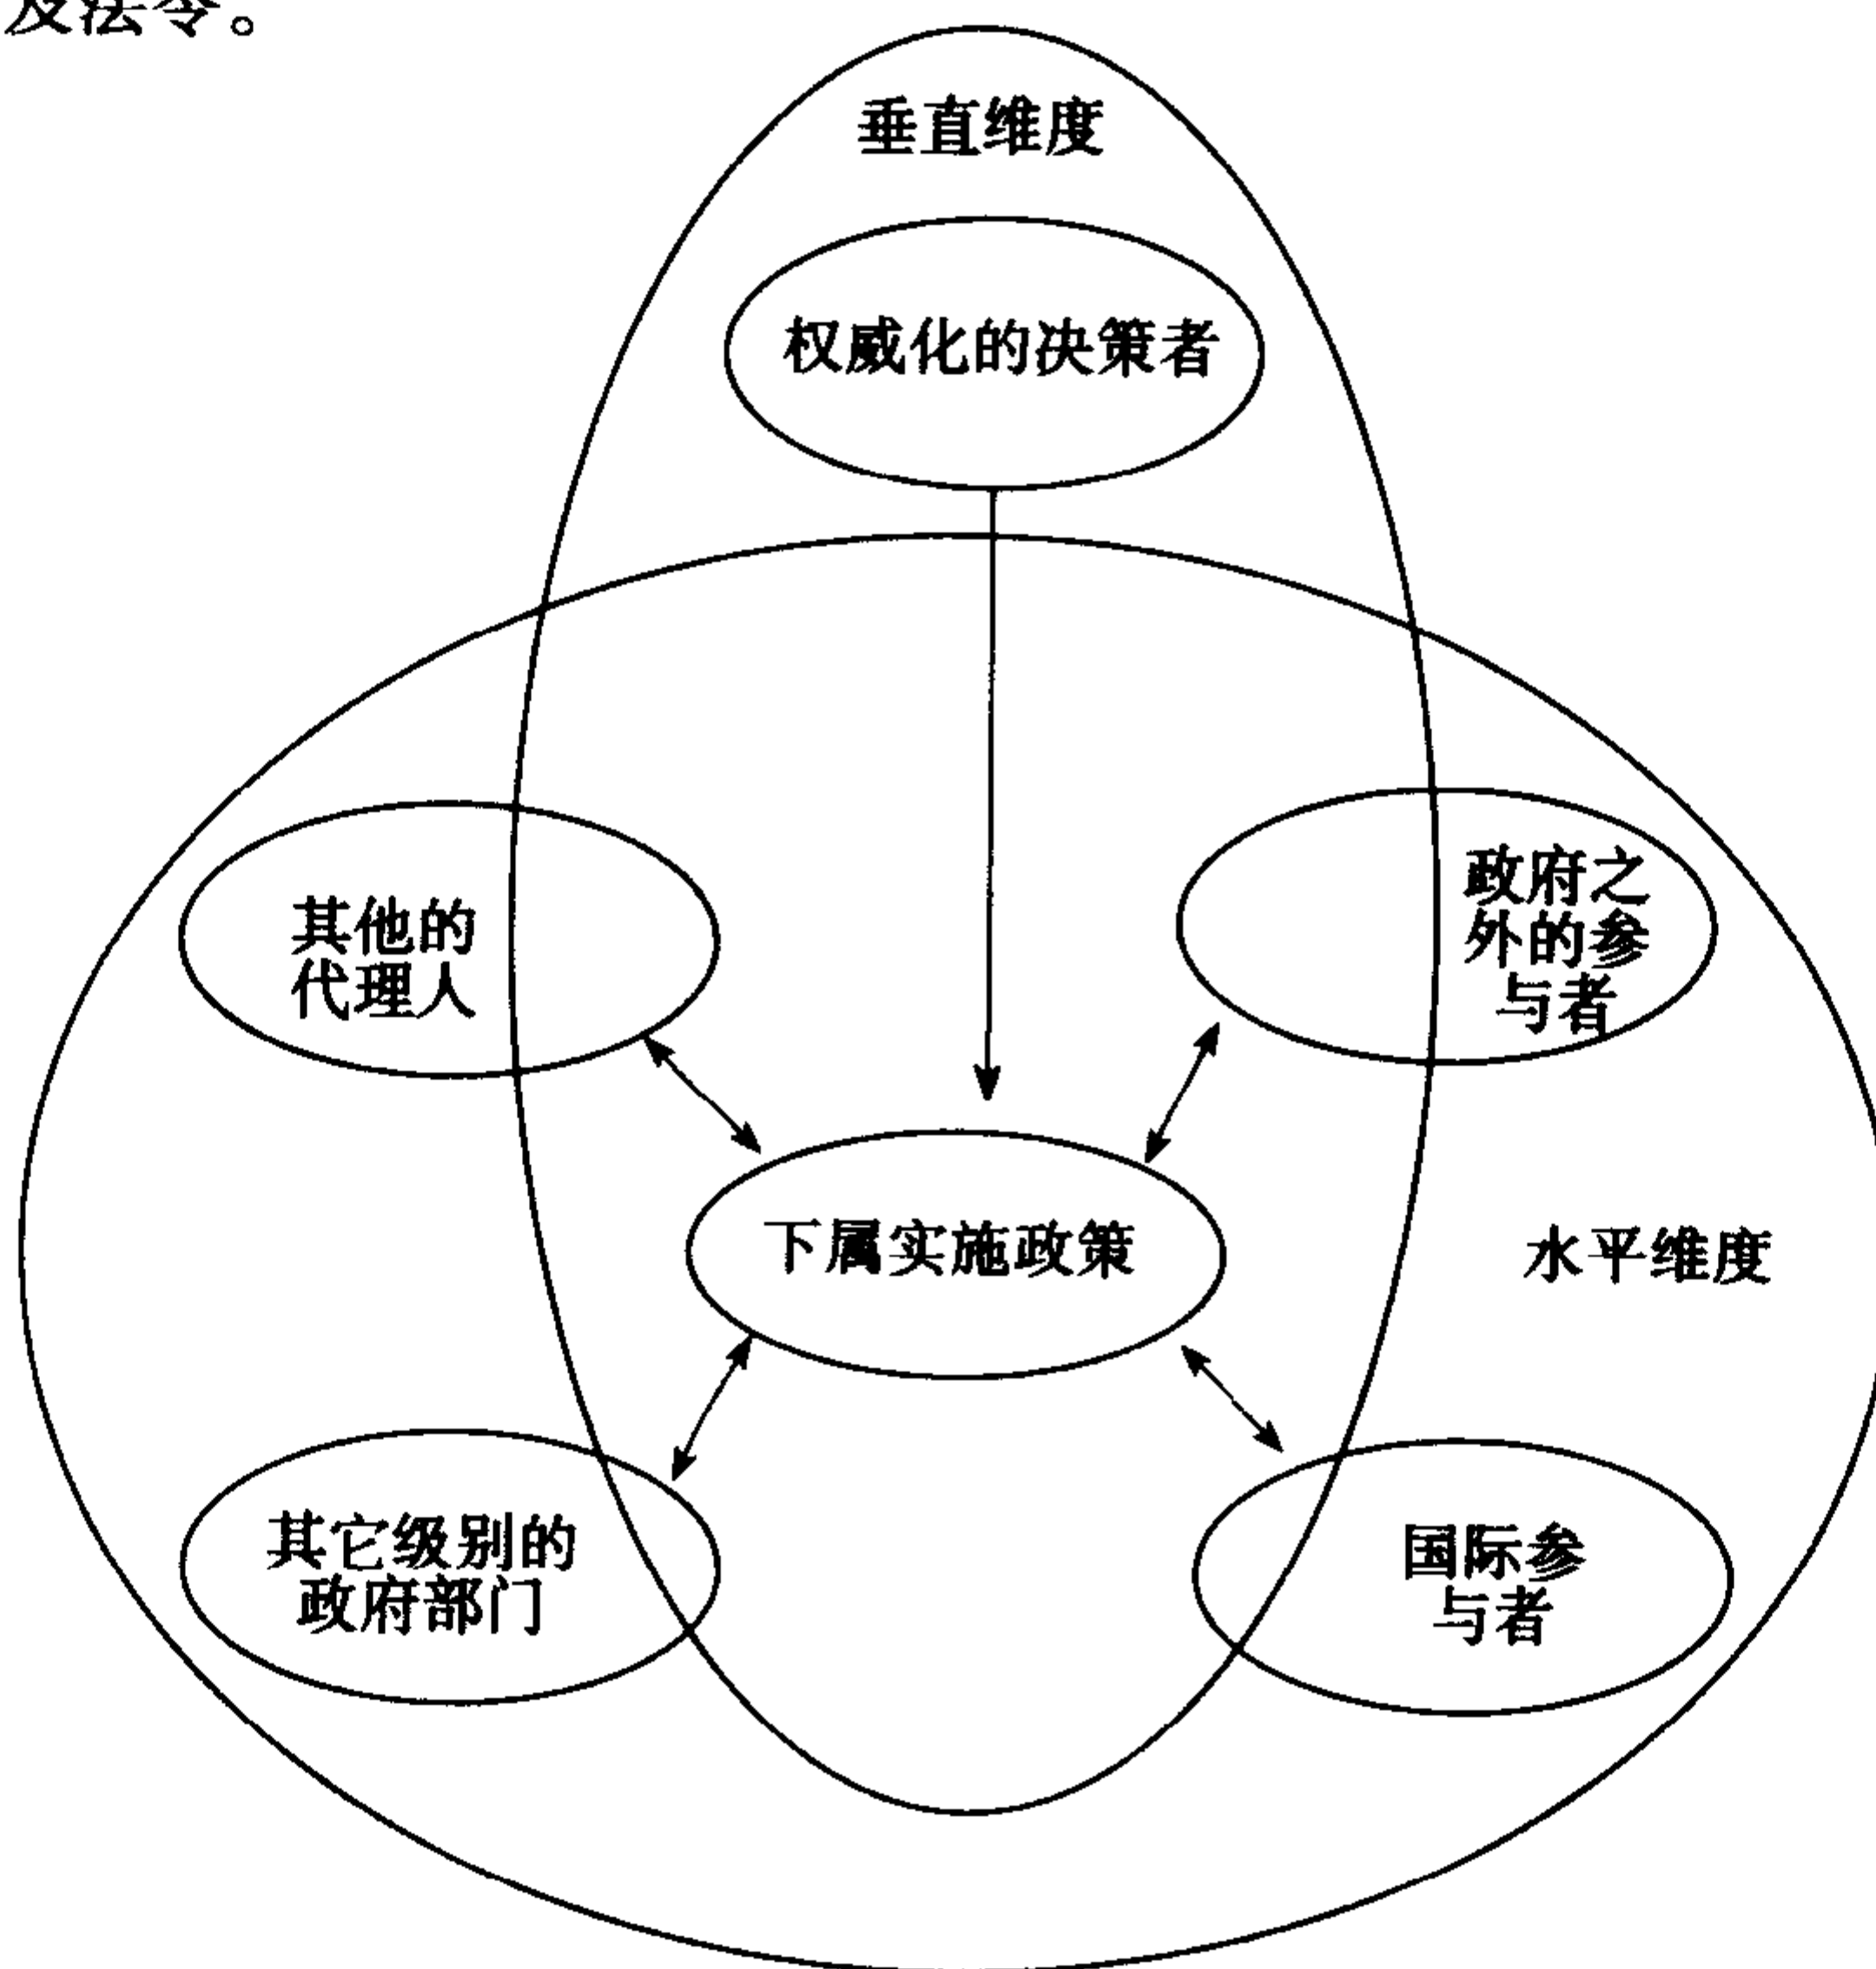 法令。
垂直维度
权威化的决策者
其他的
代理人
政府之
外的参
与者
下属实施政策
水平维度
其它级别的
政府部门
国际参
与者